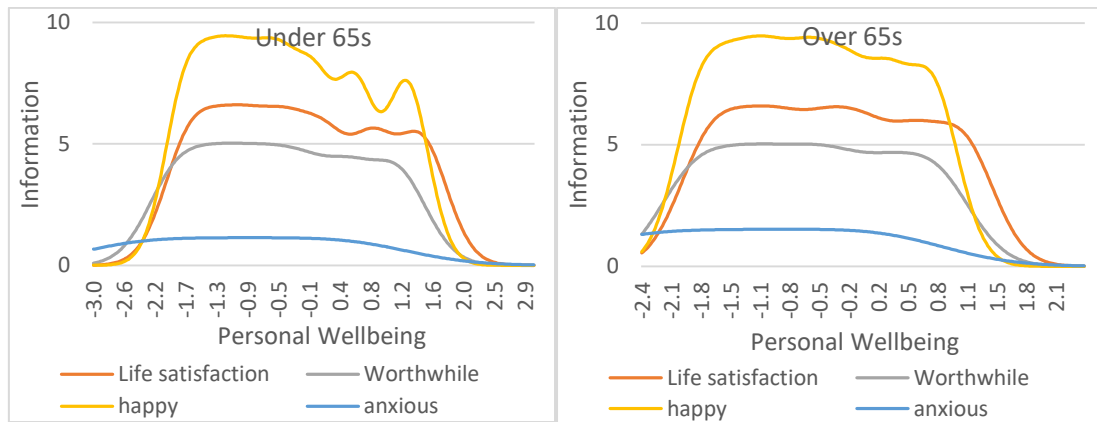 Under 65s
10
5
0
Information
-3.0 -2.6 -2.2 -1.7 -1.3 -0.9 -0.5 -0.1 0.4 0.8 1.2 1.6 2.0 2.5 2.9
Personal Wellbeing
Life satisfaction Worthwhile
happy anxious
Over 65s
10
5
0
Information
-2.4 -2.1 -1.8 -1.5 -1.1 -0.8 -0.5 -0.2 0.2 0.5 0.8 1.1 1.5 1.8 2.1
Personal Wellbeing
Life satisfaction Worthwhile
happy anxious